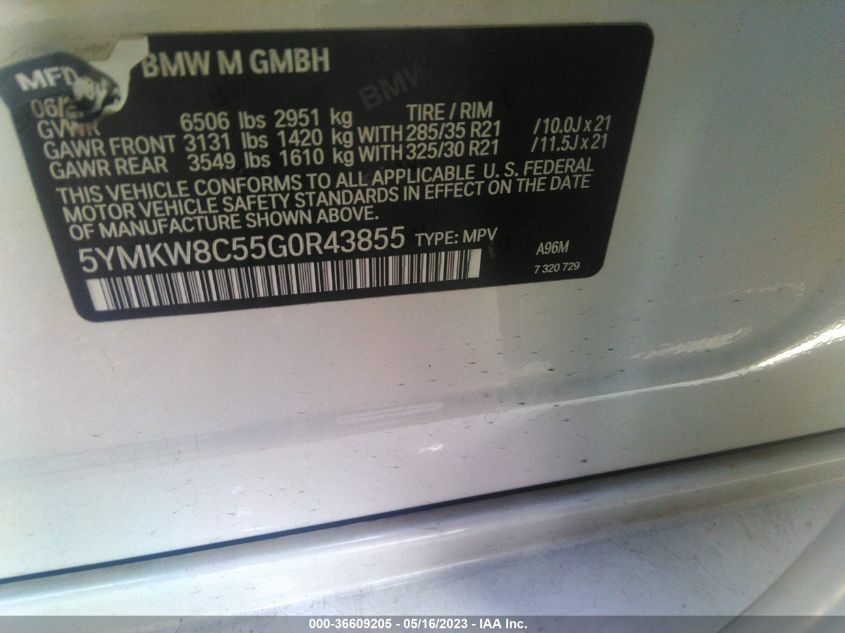 MFD BMW M GMBH
06/
GVWR 6506 lbs 2951 kg TIRE / RIM
GAWR FRONT 3131 lbs 1420 kg WITH 285/35 R21 / 10.0J x 21
GAWR REAR 3549 lbs 1610 kg WITH 325/30 R21 / 11.5J x 21
THIS VEHICLE CONFORMS TO ALL APPLICABLE U. S. FEDERAL
MOTOR VEHICLE SAFETY STANDARDS IN EFFECT ON THE DATE
OF MANUFACTURE SHOWN ABOVE.
5YMKW8C55G0R43855 TYPE: MPV A96M
7 320 729
000-36609205 - 05/16/2023 - © IAA Inc.